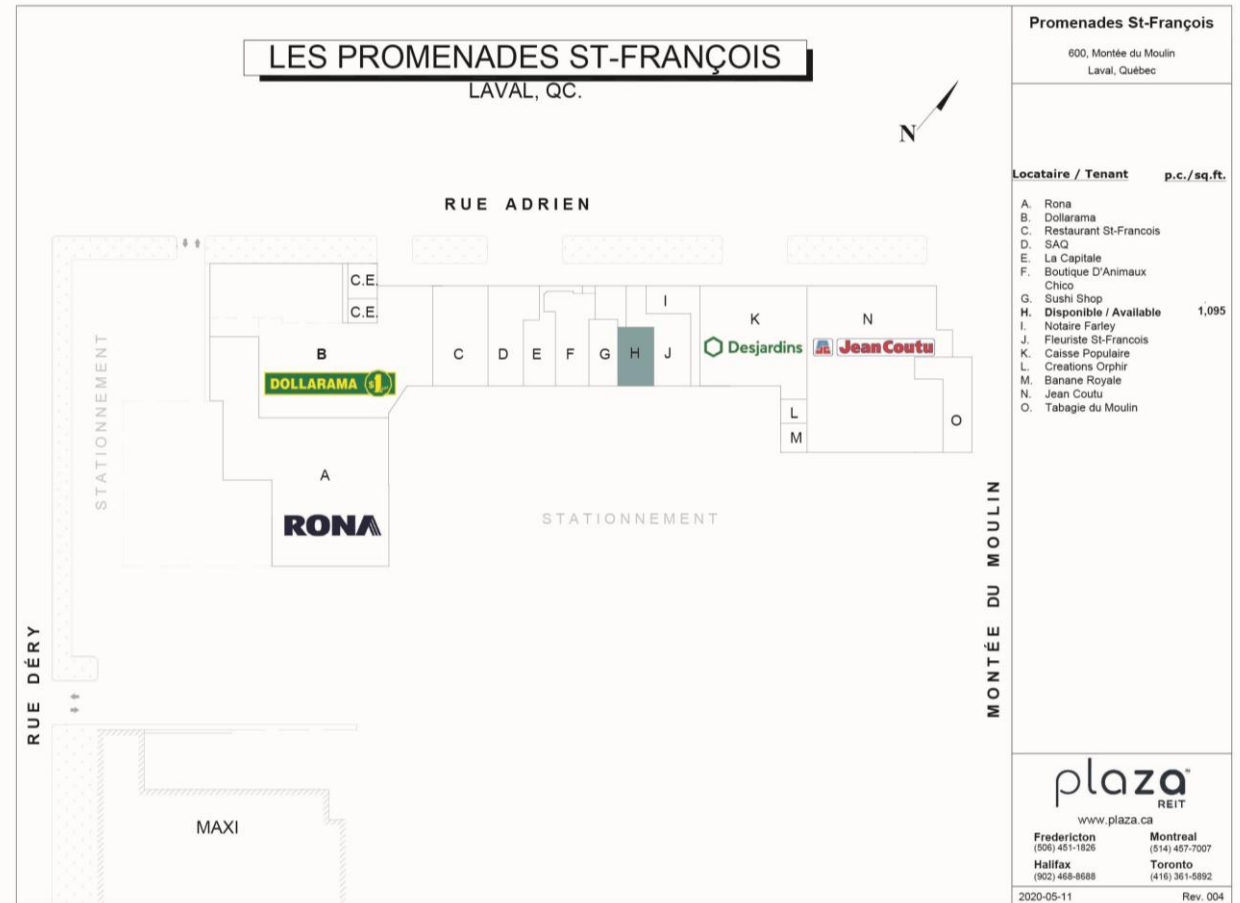 LES PROMENADES ST-FRANÇOIS
LAVAL, QC.
N
RUE ADRIEN
STATIONNEMENT
C.E.
C.E.
B
DOLLARAMA $1
C
D
E
F
G
H
I
J
K
Desjardins
N
Jean Coutu
L
M
O
A
RONA
STATIONNEMENT
RUE DÉRY
MONTÉE DU MOULIN
MAXI
Promenades St-François
600, Montée du Moulin
Laval, Québec
Locataire / Tenant p.c./sq.ft.
A. Rona
B. Dollarama
C. Restaurant St-Francois
D. SAQ
E. La Capitale
F. Boutique D'Animaux
Chico
G. Sushi Shop
H. Disponible / Available 1,095
I. Notaire Farley
J. Fleuriste St-Francois
K. Caisse Populaire
L. Creations Orphir
M. Banane Royale
N. Jean Coutu
O. Tabagie du Moulin
plaza
REIT
www.plaza.ca
Fredericton Montreal
(506) 451-1826 (514) 457-7007
Halifax Toronto
(902) 468-8688 (416) 361-5892
2020-05-11 Rev. 004